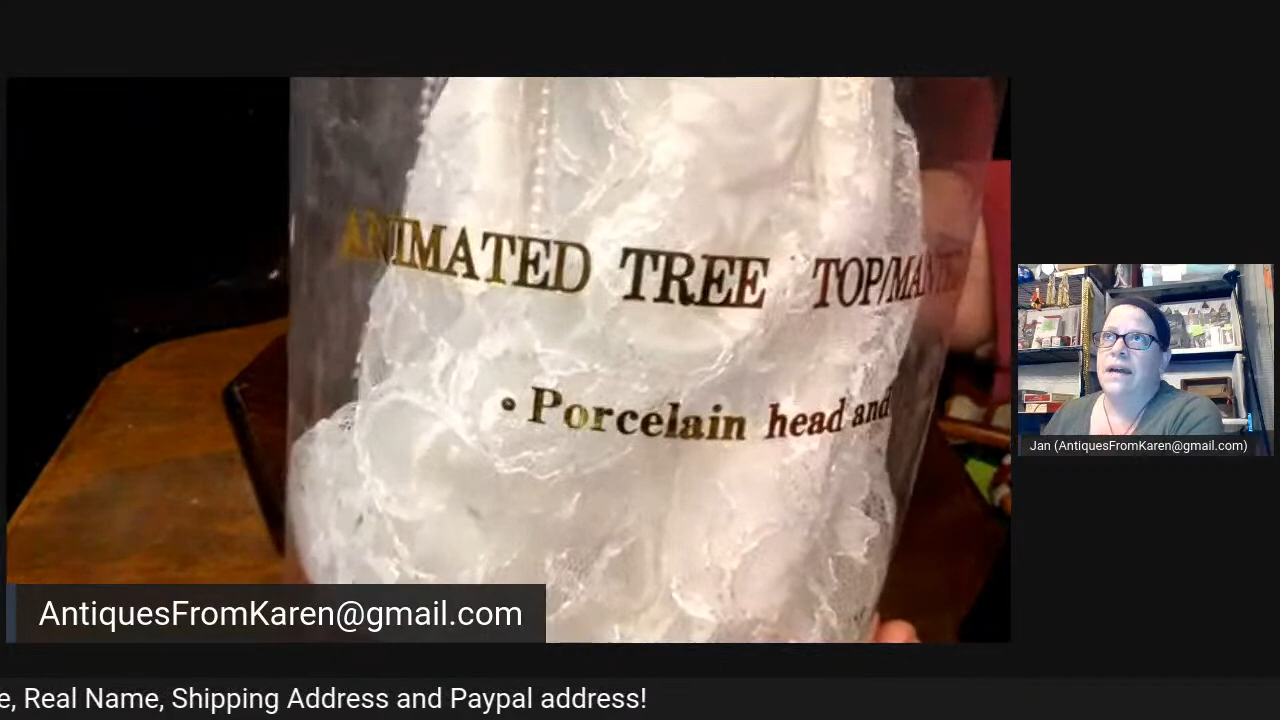 ANIMATED TREE TOP/MANTE
• Porcelain head and
Jan (AntiquesFromKaren@gmail.com)
AntiquesFromKaren@gmail.com
e, Real Name, Shipping Address and Paypal address!